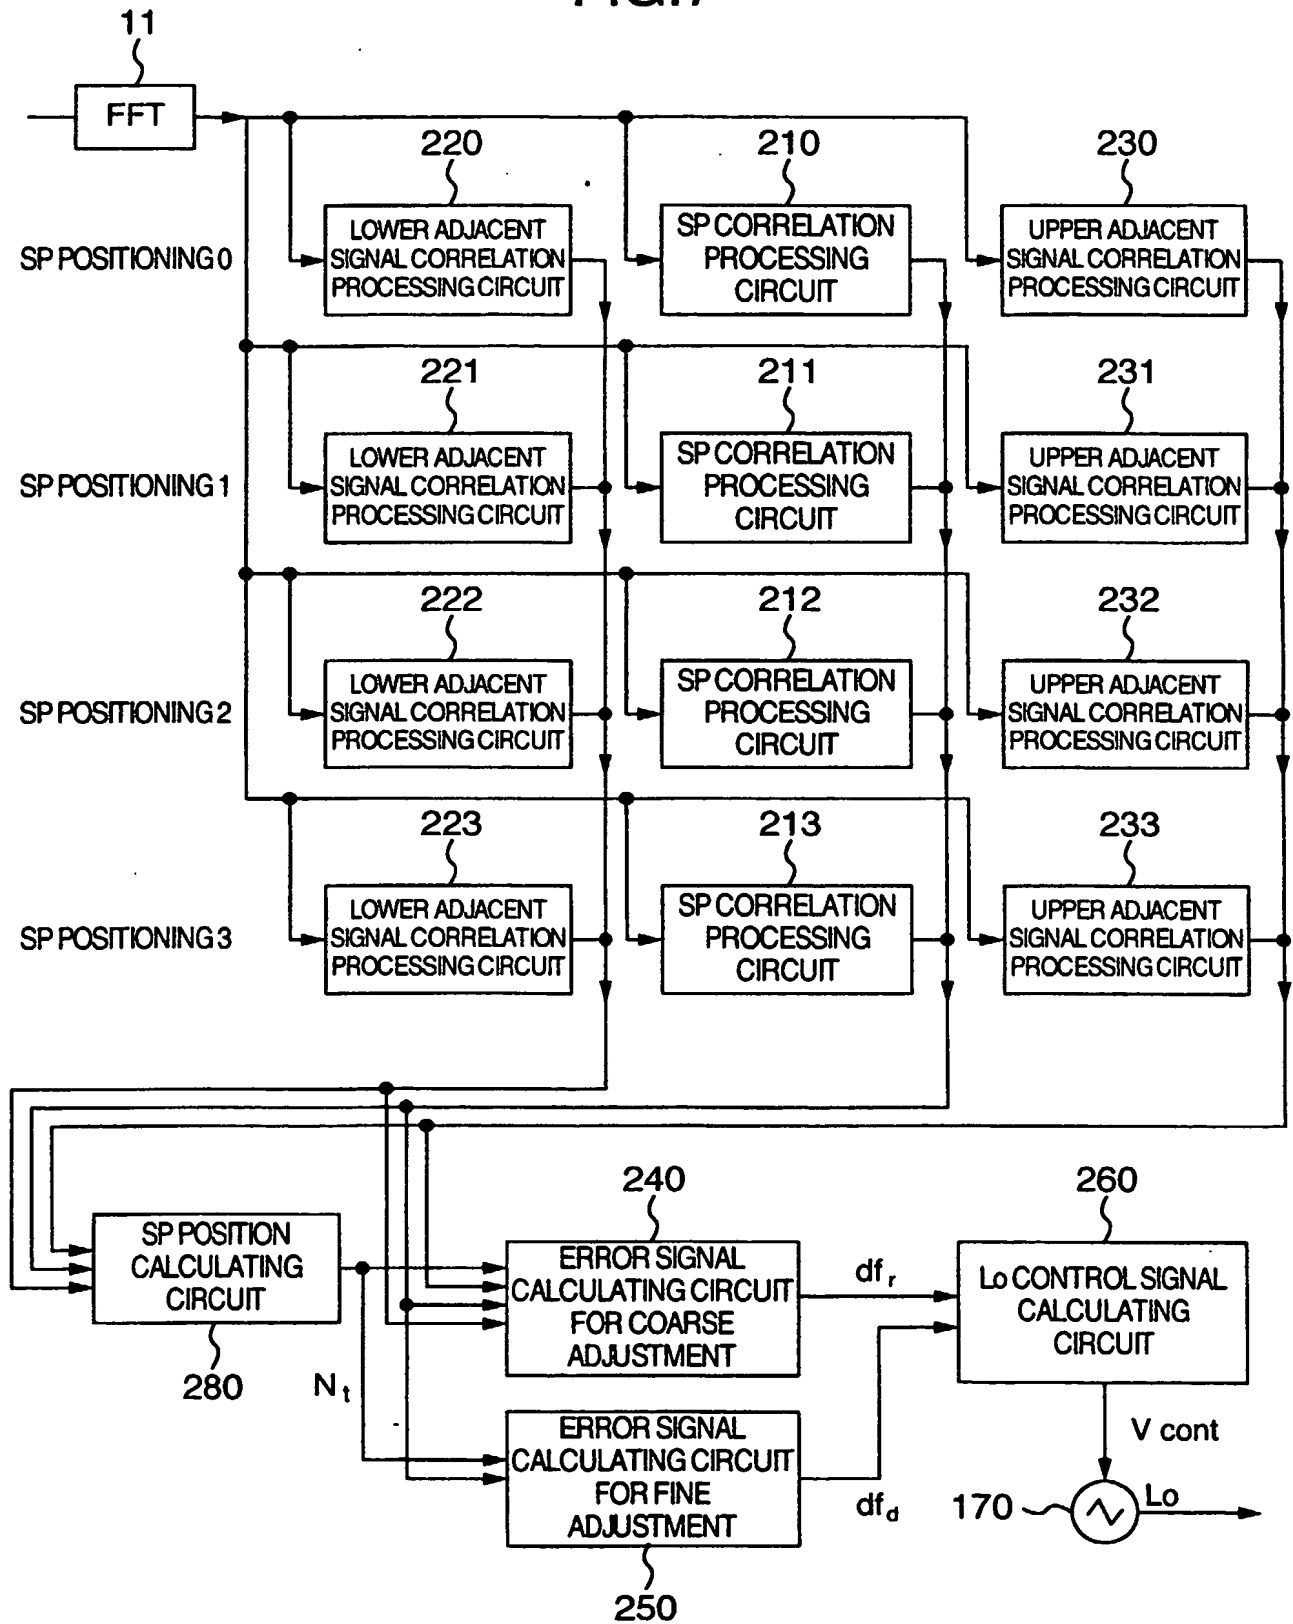 11
FFT
220
210
230
SP POSITIONING 0
LOWER ADJACENT
SIGNAL CORRELATION
PROCESSING CIRCUIT
SP CORRELATION
PROCESSING
CIRCUIT
UPPER ADJACENT
SIGNAL CORRELATION
PROCESSING CIRCUIT
221
211
231
SP POSITIONING 1
LOWER ADJACENT
SIGNAL CORRELATION
PROCESSING CIRCUIT
SP CORRELATION
PROCESSING
CIRCUIT
UPPER ADJACENT
SIGNAL CORRELATION
PROCESSING CIRCUIT
222
212
232
SP POSITIONING 2
LOWER ADJACENT
SIGNAL CORRELATION
PROCESSING CIRCUIT
SP CORRELATION
PROCESSING
CIRCUIT
UPPER ADJACENT
SIGNAL CORRELATION
PROCESSING CIRCUIT
223
213
233
SP POSITIONING 3
LOWER ADJACENT
SIGNAL CORRELATION
PROCESSING CIRCUIT
SP CORRELATION
PROCESSING
CIRCUIT
UPPER ADJACENT
SIGNAL CORRELATION
PROCESSING CIRCUIT
SP POSITION
CALCULATING
CIRCUIT
280
Nt
240
ERROR SIGNAL
CALCULATING CIRCUIT
FOR COARSE
ADJUSTMENT
dfr
260
Lo CONTROL SIGNAL
CALCULATING
CIRCUIT
ERROR SIGNAL
CALCULATING CIRCUIT
FOR FINE
ADJUSTMENT
250
dfd
V cont
170
Lo